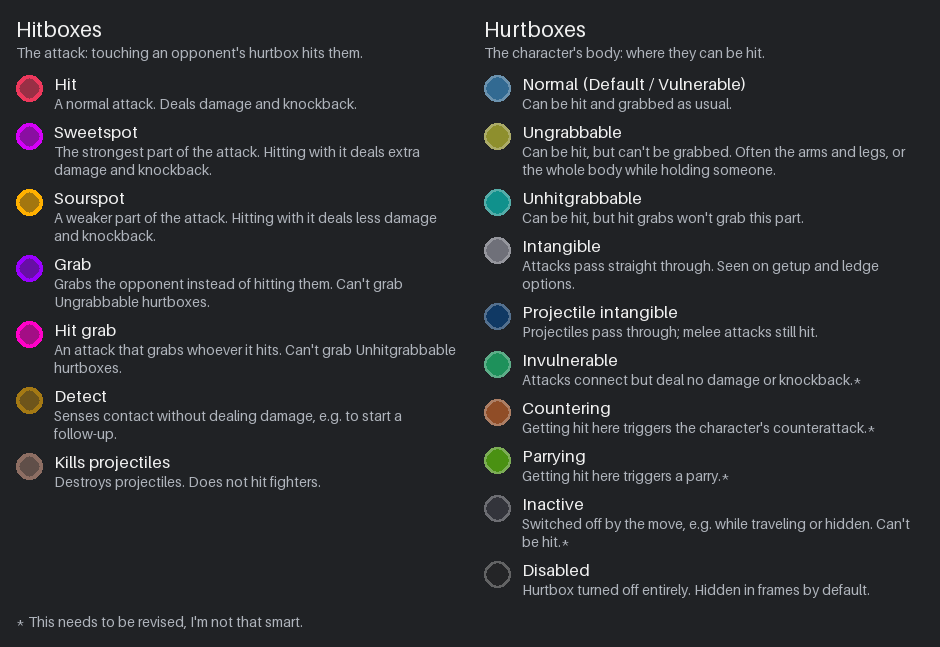 Hitboxes
The attack: touching an opponent's hurtbox hits them.
Hit
A normal attack. Deals damage and knockback.
Sweetspot
The strongest part of the attack. Hitting with it deals extra
damage and knockback.
Sourspot
A weaker part of the attack. Hitting with it deals less damage
and knockback.
Grab
Grabs the opponent instead of hitting them. Can't grab
Ungrabbable hurtboxes.
Hit grab
An attack that grabs whoever it hits. Can't grab Unhitgrabbable
hurtboxes.
Detect
Senses contact without dealing damage, e.g. to start a
follow-up.
Kills projectiles
Destroys projectiles. Does not hit fighters.
Hurtboxes
The character's body: where they can be hit.
Normal (Default / Vulnerable)
Can be hit and grabbed as usual.
Ungrabbable
Can be hit, but can't be grabbed. Often the arms and legs, or
the whole body while holding someone.
Unhitgrabbable
Can be hit, but hit grabs won't grab this part.
Intangible
Attacks pass straight through. Seen on getup and ledge
options.
Projectile intangible
Projectiles pass through; melee attacks still hit.
Invulnerable
Attacks connect but deal no damage or knockback.*
Countering
Getting hit here triggers the character's counterattack.*
Parrying
Getting hit here triggers a parry.*
Inactive
Switched off by the move, e.g. while traveling or hidden. Can't
be hit.*
Disabled
Hurtbox turned off entirely. Hidden in frames by default.
* This needs to be revised, I'm not that smart.